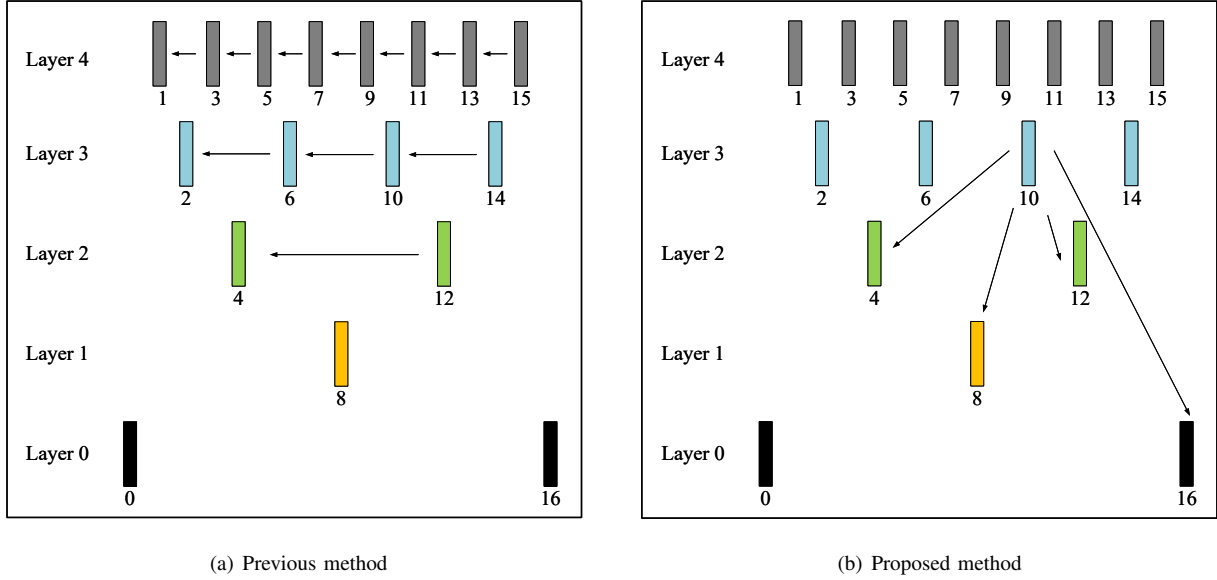 Layer 4
1 3 5 7 9 11 13 15
Layer 3
2 6 10 14
Layer 2
4 12
Layer 1
8
Layer 0
0 16
(a) Previous method
Layer 4
1 3 5 7 9 11 13 15
Layer 3
2 6 10 14
Layer 2
4 12
Layer 1
8
Layer 0
0 16
(b) Proposed method